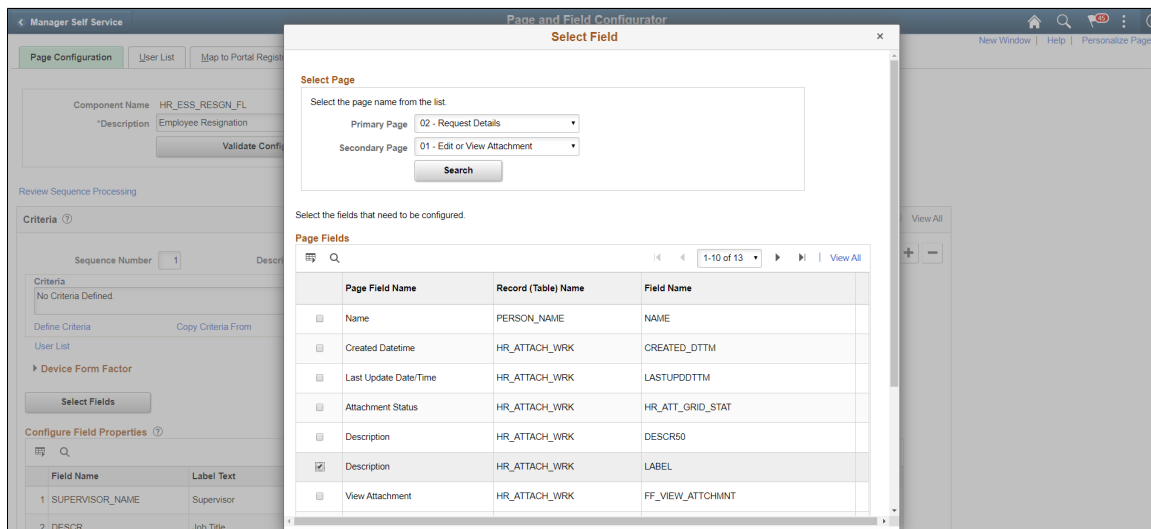 Manager Self Service
Page and Field Configurator
45
New Window | Help | Personalize Page
Page Configuration
User List
Map to Portal Regist
Component Name HR_ESS_RESGN_FL
*Description Employee Resignation
Validate Config
Review Sequence Processing
Criteria
View All
Sequence Number 1 Descri
Criteria
No Criteria Defined.
Define Criteria Copy Criteria From
User List
Device Form Factor
Select Fields
Configure Field Properties
Field Name Label Text
1 SUPERVISOR_NAME Supervisor
2 DESCR Job Title
Select Field
×
Select Page
Select the page name from the list.
Primary Page 02 - Request Details
Secondary Page 01 - Edit or View Attachment
Search
Select the fields that need to be configured.
Page Fields
1-10 of 13 | View All
Page Field Name Record (Table) Name Field Name
Name PERSON_NAME NAME
Created Datetime HR_ATTACH_WRK CREATED_DTTM
Last Update Date/Time HR_ATTACH_WRK LASTUPDDTTM
Attachment Status HR_ATTACH_WRK HR_ATT_GRID_STAT
Description HR_ATTACH_WRK DESCR50
Description HR_ATTACH_WRK LABEL
View Attachment HR_ATTACH_WRK FF_VIEW_ATTCHMNT